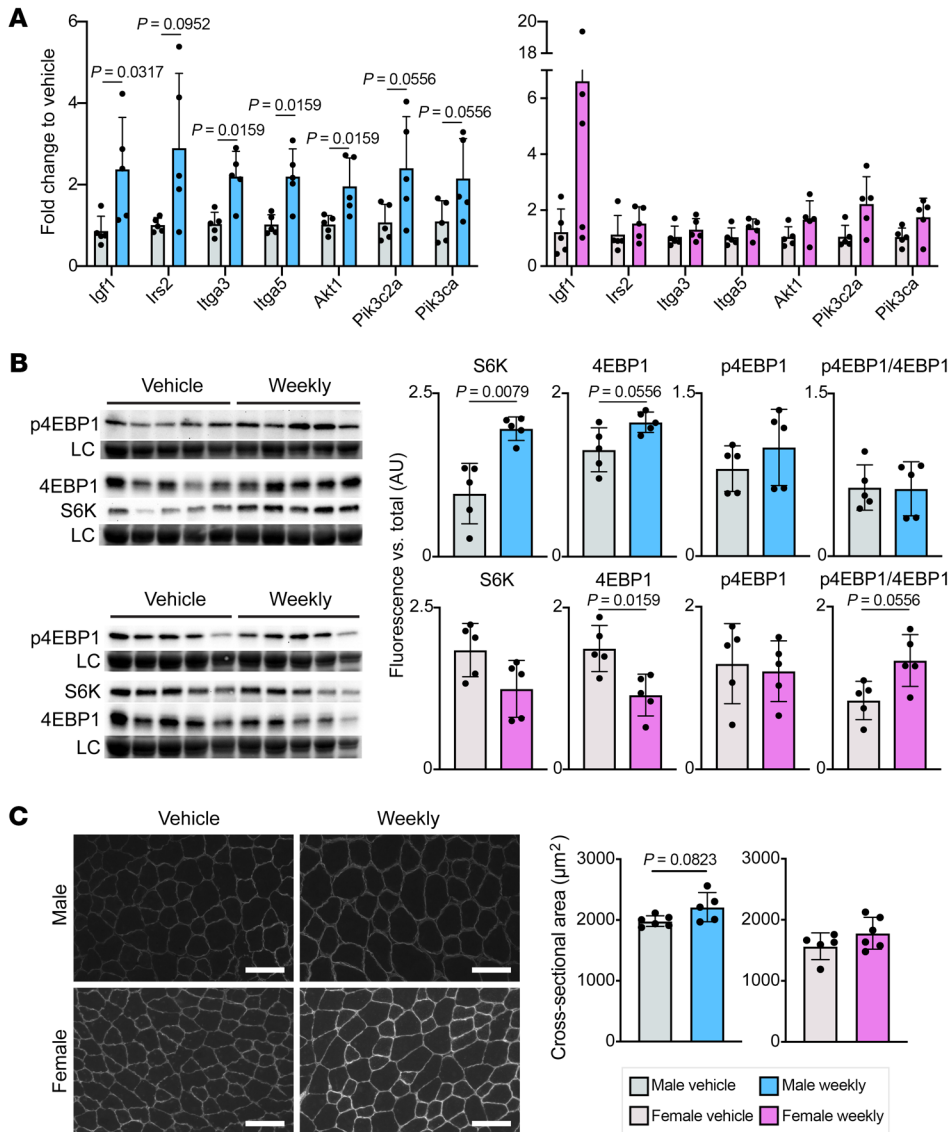 A
Fold change to vehicle
6
4
2
0
P = 0.0317
P = 0.0952
P = 0.0159
P = 0.0159
P = 0.0159
P = 0.0556
P = 0.0556
Igf1
Irs2
Itga3
Itga5
Akt1
Pik3c2a
Pik3ca
20
10
6
4
2
0
Igf1
Irs2
Itga3
Itga5
Akt1
Pik3c2a
Pik3ca
B
Vehicle Weekly
p4EBP1
LC
4EBP1
S6K
LC
Vehicle Weekly
p4EBP1
LC
S6K
4EBP1
LC
Fluorescence vs. total (AU)
S6K 4EBP1 p4EBP1 p4EBP1/4EBP1
2.5 2.5 1.5 1.5
P = 0.0079 P = 0.0556
0 0 0 0
S6K 4EBP1 p4EBP1 p4EBP1/4EBP1
2.5 2.5 2 2
P = 0.0159 P = 0.0556
0 0 0 0
C
Vehicle Weekly
Male
Female
Cross-sectional area (µm²)
3000 3000
P = 0.0823
2000 2000
1000 1000
0 0
Male vehicle Male weekly
Female vehicle Female weekly